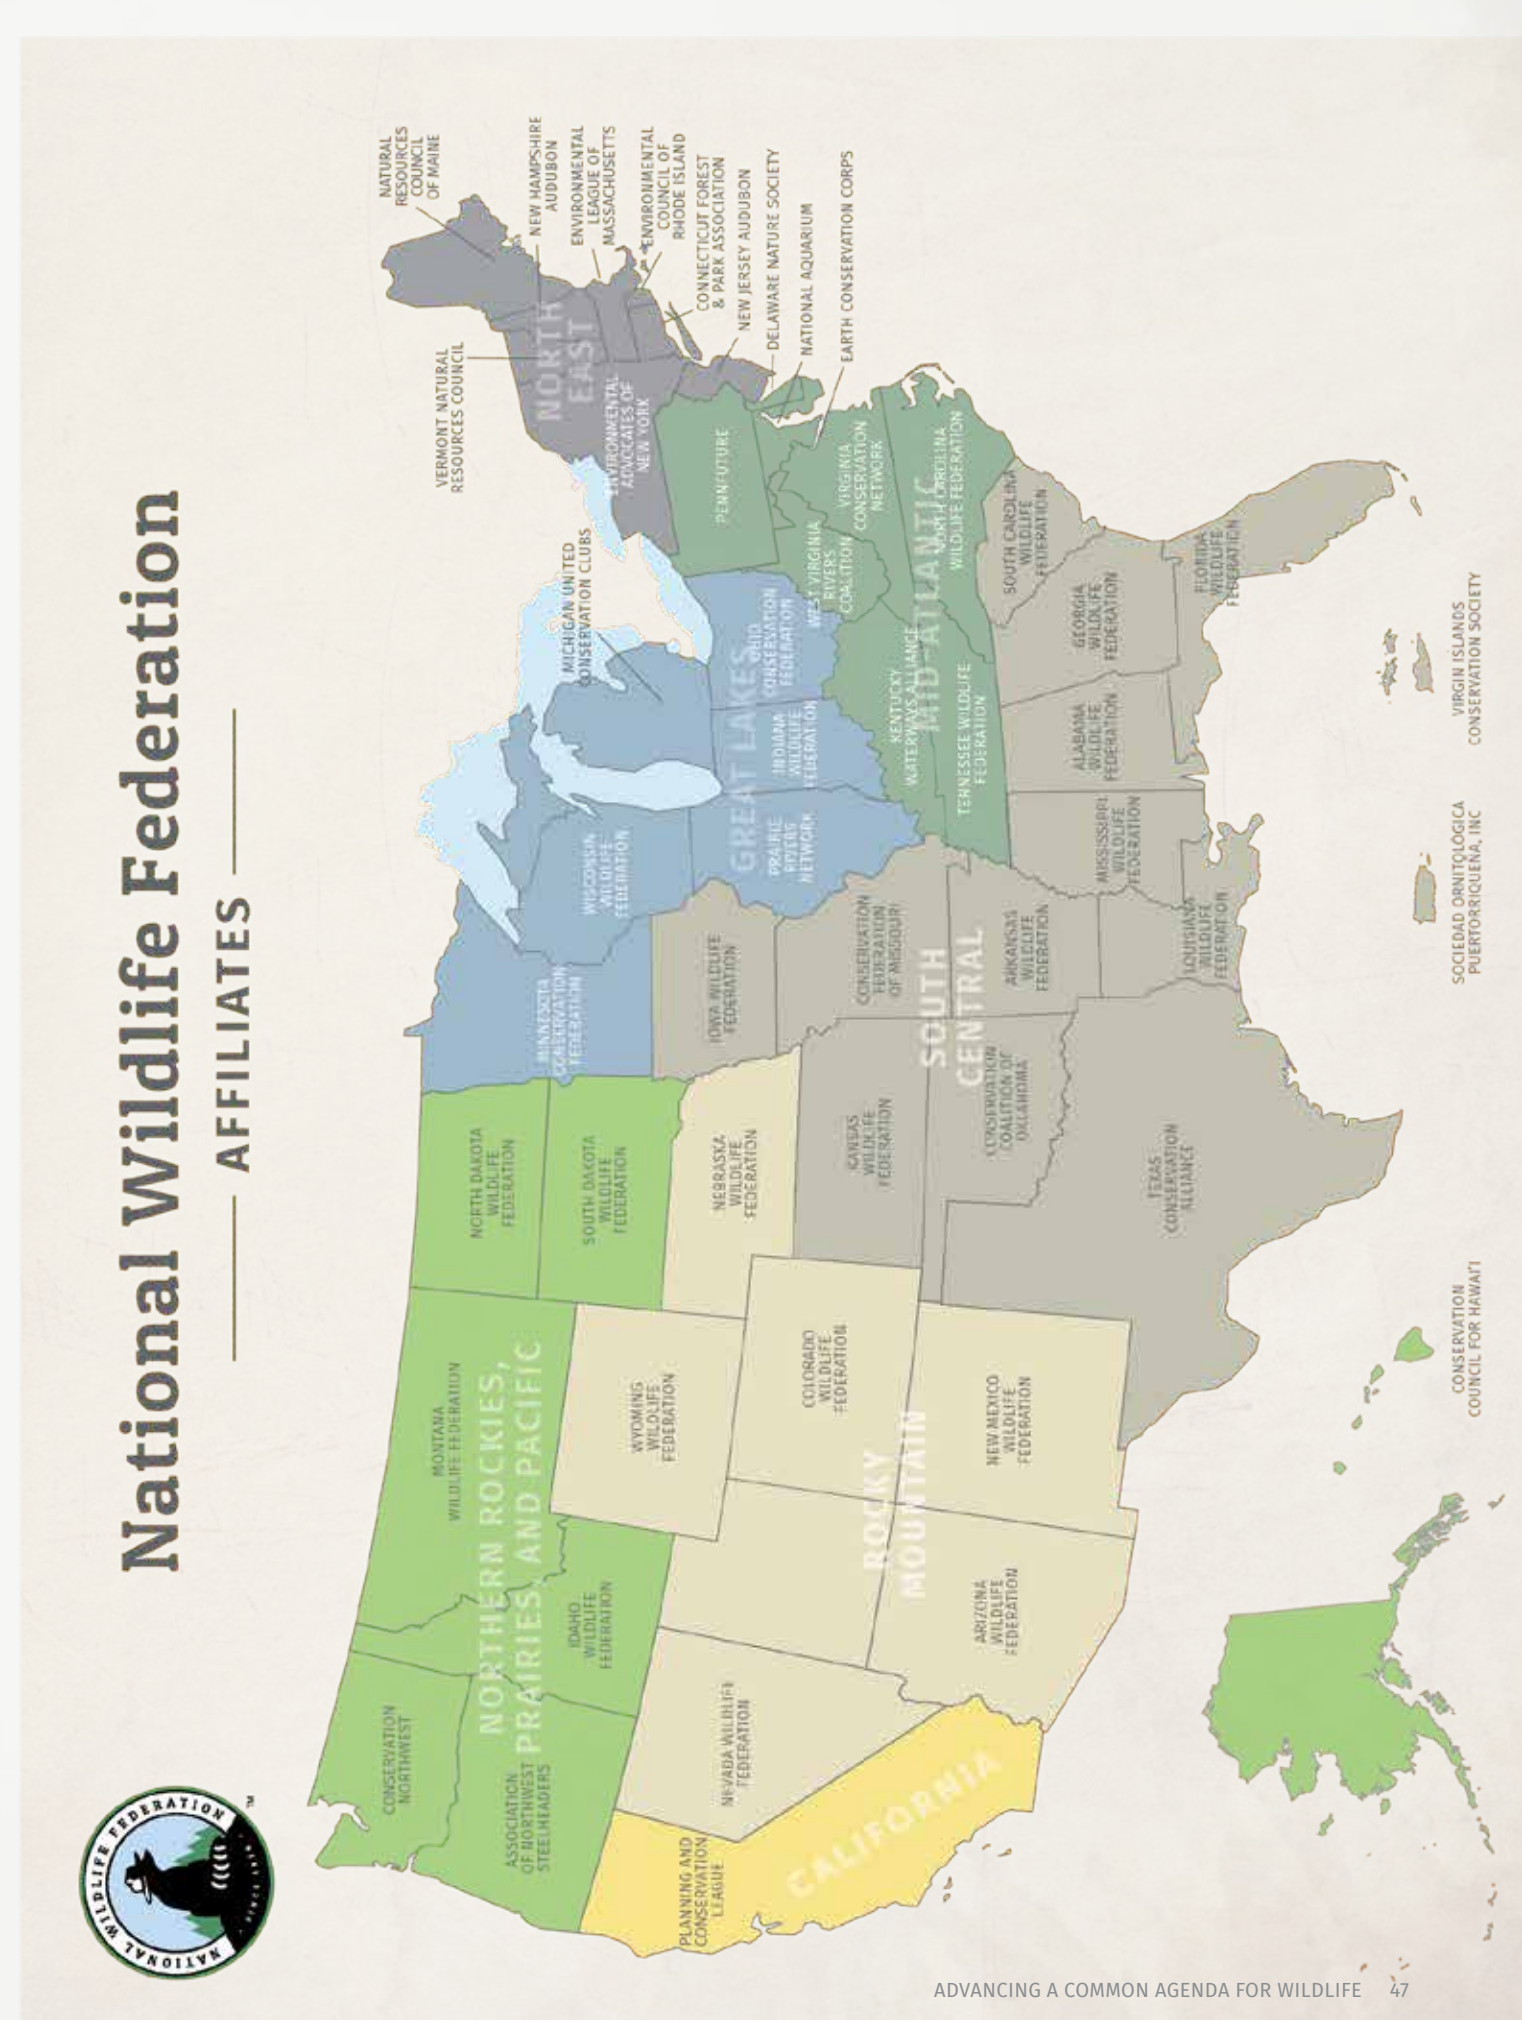 National Wildlife Federation
AFFILIATES
NATIONAL WILDLIFE FEDERATION
TM
NATURAL
RESOURCES
COUNCIL
OF MAINE
NEW HAMPSHIRE
AUDUBON
ENVIRONMENTAL
LEAGUE OF
MASSACHUSETTS
ENVIRONMENTAL
COUNCIL OF
RHODE ISLAND
CONNECTICUT FOREST
& PARK ASSOCIATION
NEW JERSEY AUDUBON
DELAWARE NATURE SOCIETY
NATIONAL AQUARIUM
EARTH CONSERVATION CORPS
VERMONT NATURAL
RESOURCES COUNCIL
NORTH
EAST
ENVIRONMENTAL
ADVOCATES OF
NEW YORK
PENNFUTURE
VIRGINIA
CONSERVATION
NETWORK
WEST VIRGINIA
RIVERS
COALITION
MID-ATLANTIC
NORTH CAROLINA
WILDLIFE FEDERATION
KENTUCKY
WATERWAYS ALLIANCE
TENNESSEE WILDLIFE
FEDERATION
MICHIGAN UNITED
CONSERVATION CLUBS
GREAT LAKES
OHIO
CONSERVATION
FEDERATION
INDIANA
WILDLIFE
FEDERATION
PRAIRIE
RIVERS
NETWORK
WISCONSIN
WILDLIFE
FEDERATION
MINNESOTA
CONSERVATION
FEDERATION
SOUTH CAROLINA
WILDLIFE
FEDERATION
GEORGIA
WILDLIFE
FEDERATION
FLORIDA
WILDLIFE
FEDERATION
ALABAMA
WILDLIFE
FEDERATION
MISSISSIPPI
WILDLIFE
FEDERATION
LOUISIANA
WILDLIFE
FEDERATION
ARKANSAS
WILDLIFE
FEDERATION
CONSERVATION
FEDERATION
OF MISSOURI
IOWA WILDLIFE
FEDERATION
SOUTH
CENTRAL
KANSAS
WILDLIFE
FEDERATION
CONSERVATION
COALITION OF
OKLAHOMA
TEXAS
CONSERVATION
ALLIANCE
NORTH DAKOTA
WILDLIFE
FEDERATION
SOUTH DAKOTA
WILDLIFE
FEDERATION
NEBRASKA
WILDLIFE
FEDERATION
MONTANA
WILDLIFE FEDERATION
NORTHERN ROCKIES,
PRAIRIES, AND PACIFIC
IDAHO
WILDLIFE
FEDERATION
CONSERVATION
NORTHWEST
ASSOCIATION
OF NORTHWEST
STEELHEADERS
WYOMING
WILDLIFE
FEDERATION
COLORADO
WILDLIFE
FEDERATION
ROCKY
MOUNTAIN
NEW MEXICO
WILDLIFE
FEDERATION
ARIZONA
WILDLIFE
FEDERATION
NEVADA WILDLIFE
FEDERATION
PLANNING AND
CONSERVATION
LEAGUE
CALIFORNIA
CONSERVATION
COUNCIL FOR HAWAI'I
SOCIEDAD ORNITOLÓGICA
PUERTORRIQUEÑA, INC
VIRGIN ISLANDS
CONSERVATION SOCIETY
ADVANCING A COMMON AGENDA FOR WILDLIFE 47